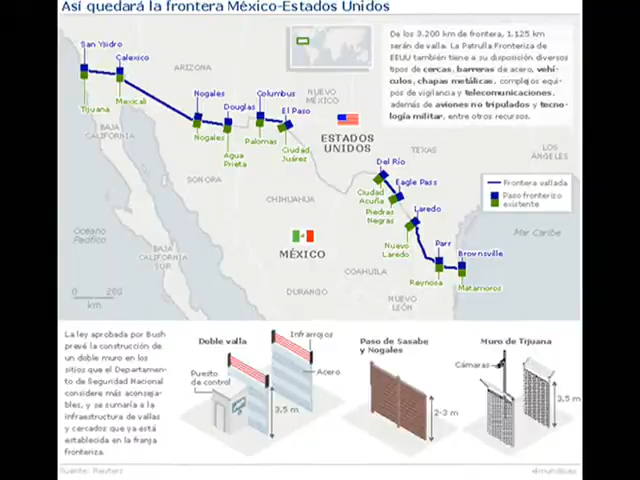 Así quedará la frontera México-Estados Unidos
De los 3.200 km de frontera, 1.125 km
serán de valla. La Patrulla Fronteriza de
EEUU también tiene a su disposición diversos
tipos de cercas, barreras de acero, vehí-
culos, chapas metálicas, complejos equi-
pos de vigilancia y telecomunicaciones,
además de aviones no tripulados y tecno-
logía militar, entre otros recursos.
San Ysidro
Calexico
ARIZONA
Tijuana
Mexicali
BAJA
CALIFORNIA
Nogales
Douglas
Columbus
El Paso
NUEVO
MÉXICO
Nogales
Agua
Prieta
Palomas
Ciudad
Juárez
ESTADOS
UNIDOS
TEXAS
LOS
ÁNGELES
SONORA
CHIHUAHUA
Del Río
Eagle Pass
Ciudad
Acuña
Piedras
Negras
Laredo
Frontera vallada
Paso fronterizo
existente
Océano
Pacífico
BAJA
CALIFORNIA
SUR
MÉXICO
Nuevo
Laredo
Parr
Brownsville
Mar Caribe
COAHUILA
Reynosa
Matamoros
DURANGO
NUEVO
LEÓN
0 200
km
La ley aprobada por Bush
prevé la construcción de
un doble muro en los
sitios que el Departamen-
to de Seguridad Nacional
considere más aconseja-
bles, y se sumaría a la
infraestructura de vallas
y cercados que ya está
establecida en la franja
fronteriza.
Doble valla
Infrarrojos
Puesto
de control
Acero
3,5 m
Paso de Sasabe
y Nogales
2-3 m
Muro de Tijuana
Cámaras
3,5 m
Fuente: Reuters
elmundo.es